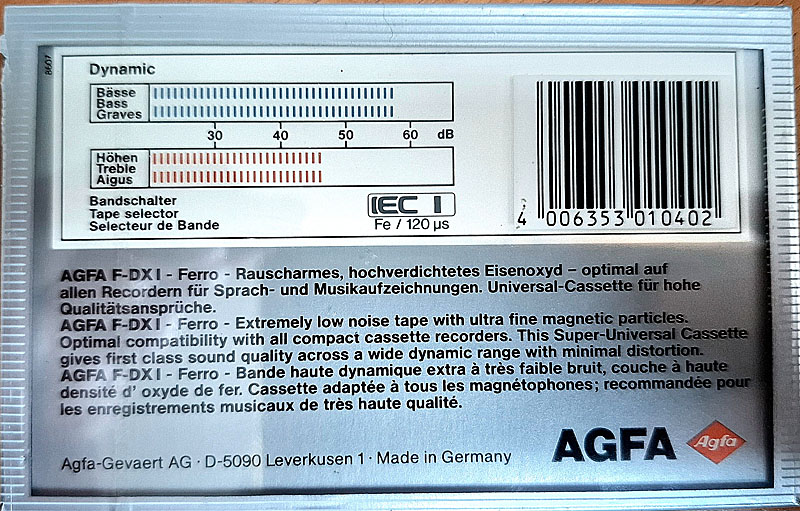 8607
Dynamic
Bässe
Bass
Graves
30 40 50 60 dB
Höhen
Treble
Aigus
Bandschalter
Tape selector
Selecteur de Bande
IEC I
Fe / 120 µs
4 006353 010402
AGFA F-DX I - Ferro - Rauscharmes, hochverdichtetes Eisenoxyd – optimal auf
allen Recordern für Sprach- und Musikaufzeichnungen. Universal-Cassette für hohe
Qualitätsansprüche.
AGFA F-DX I - Ferro - Extremely low noise tape with ultra fine magnetic particles.
Optimal compatibility with all compact cassette recorders. This Super-Universal Cassette
gives first class sound quality across a wide dynamic range with minimal distortion.
AGFA F-DX I - Ferro - Bande haute dynamique extra à très faible bruit, couche à haute
densité d' oxyde de fer. Cassette adaptée à tous les magnétophones; recommandée pour
les enregistrements musicaux de très haute qualité.
Agfa-Gevaert AG · D-5090 Leverkusen 1 · Made in Germany
AGFA Agfa